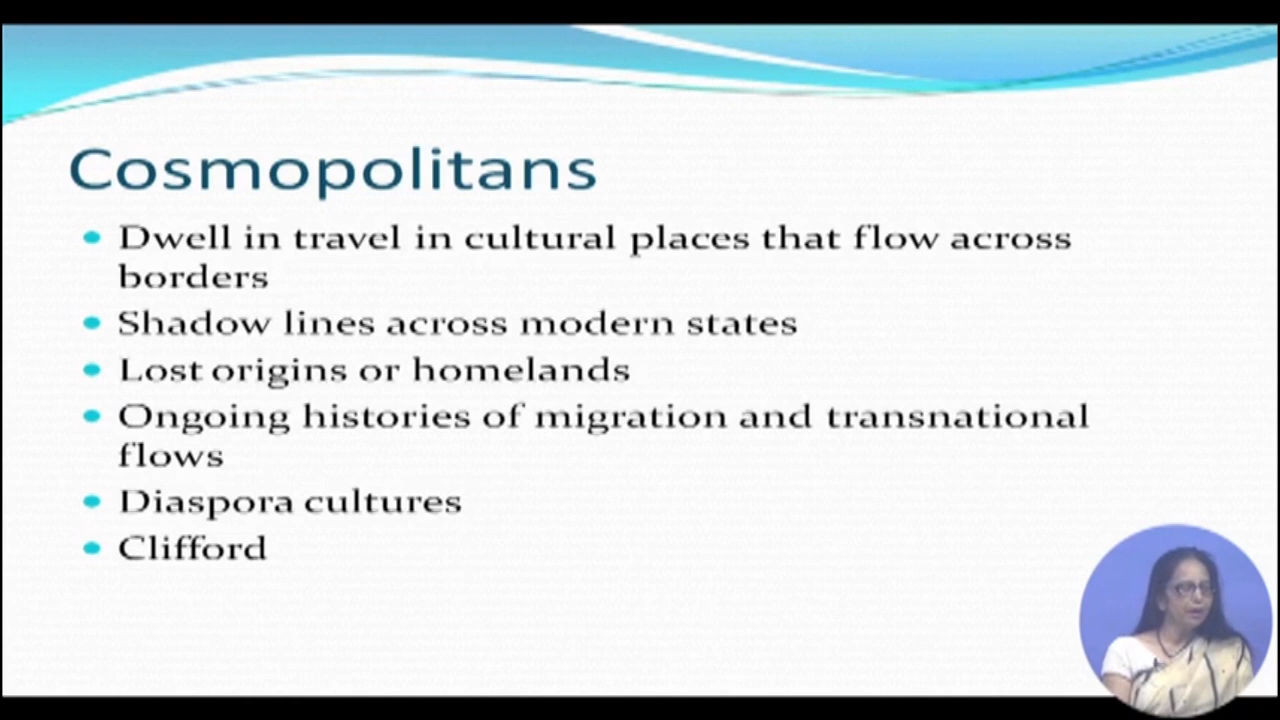 Cosmopolitans
Dwell in travel in cultural places that flow across
borders
Shadow lines across modern states
Lost origins or homelands
Ongoing histories of migration and transnational
flows
Diaspora cultures
Clifford